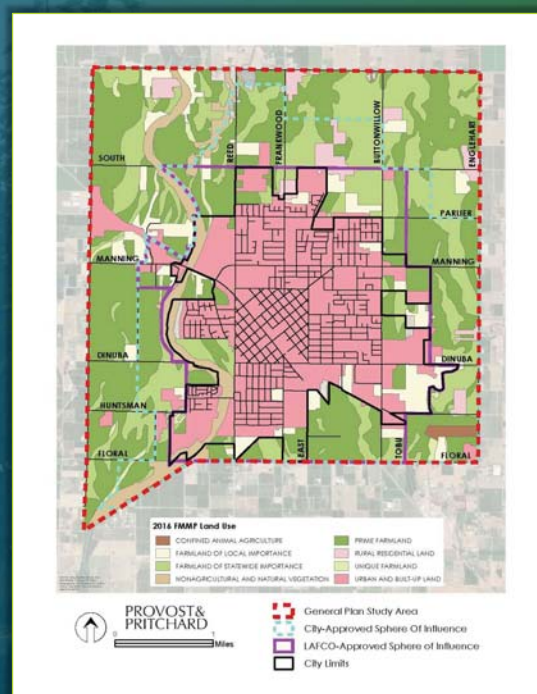 SOUTH
REED
FRANKWOOD
BUTTONWILLOW
ENGLEHART
PARLIER
MANNING
MANNING
DINUBA
DINUBA
HUNTSMAN
FLORAL
EAST
TOBU
FLORAL
2016 FMMP Land Use
CONFINED ANIMAL AGRICULTURE
FARMLAND OF LOCAL IMPORTANCE
FARMLAND OF STATEWIDE IMPORTANCE
NONAGRICULTURAL AND NATURAL VEGETATION
PRIME FARMLAND
RURAL RESIDENTIAL LAND
UNIQUE FARMLAND
URBAN AND BUILT-UP LAND
PROVOST&
PRITCHARD
0 1
Miles
General Plan Study Area
City-Approved Sphere Of Influence
LAFCO-Approved Sphere of Influence
City Limits